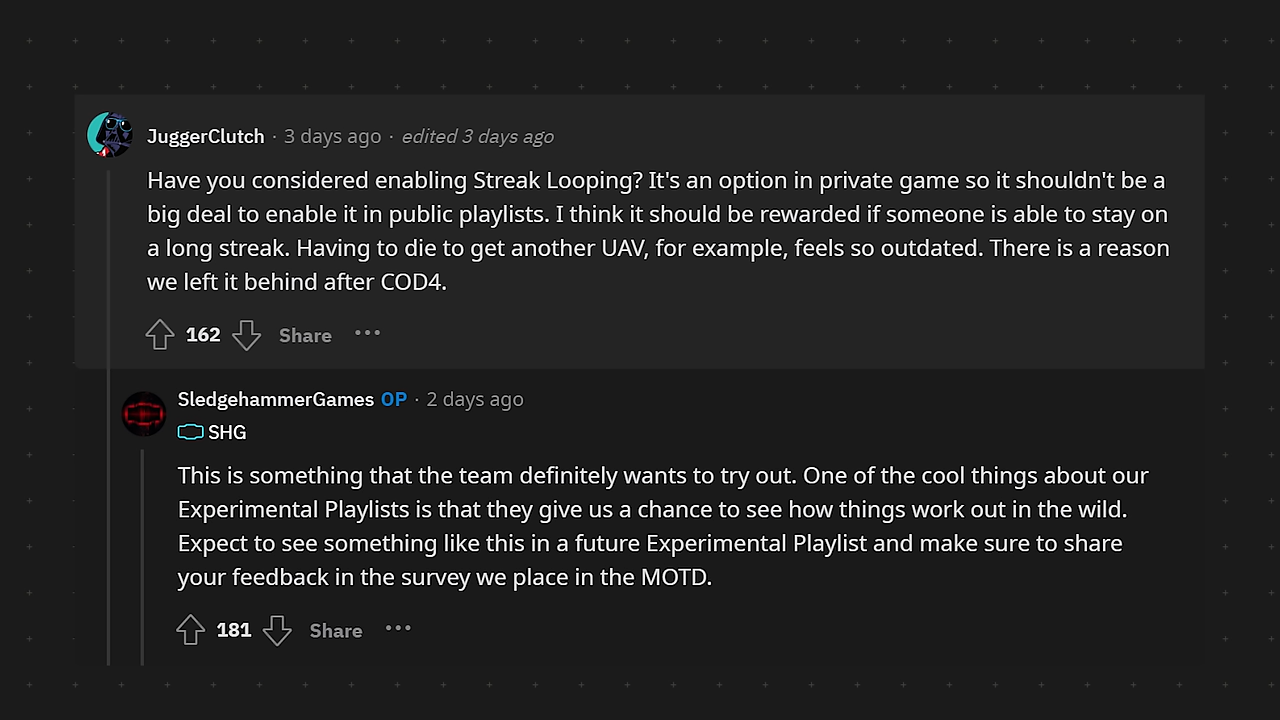 JuggerClutch · 3 days ago · edited 3 days ago
Have you considered enabling Streak Looping? It's an option in private game so it shouldn't be a
big deal to enable it in public playlists. I think it should be rewarded if someone is able to stay on
a long streak. Having to die to get another UAV, for example, feels so outdated. There is a reason
we left it behind after COD4.
162 Share ···
SledgehammerGames OP · 2 days ago
SHG
This is something that the team definitely wants to try out. One of the cool things about our
Experimental Playlists is that they give us a chance to see how things work out in the wild.
Expect to see something like this in a future Experimental Playlist and make sure to share
your feedback in the survey we place in the MOTD.
181 Share ···